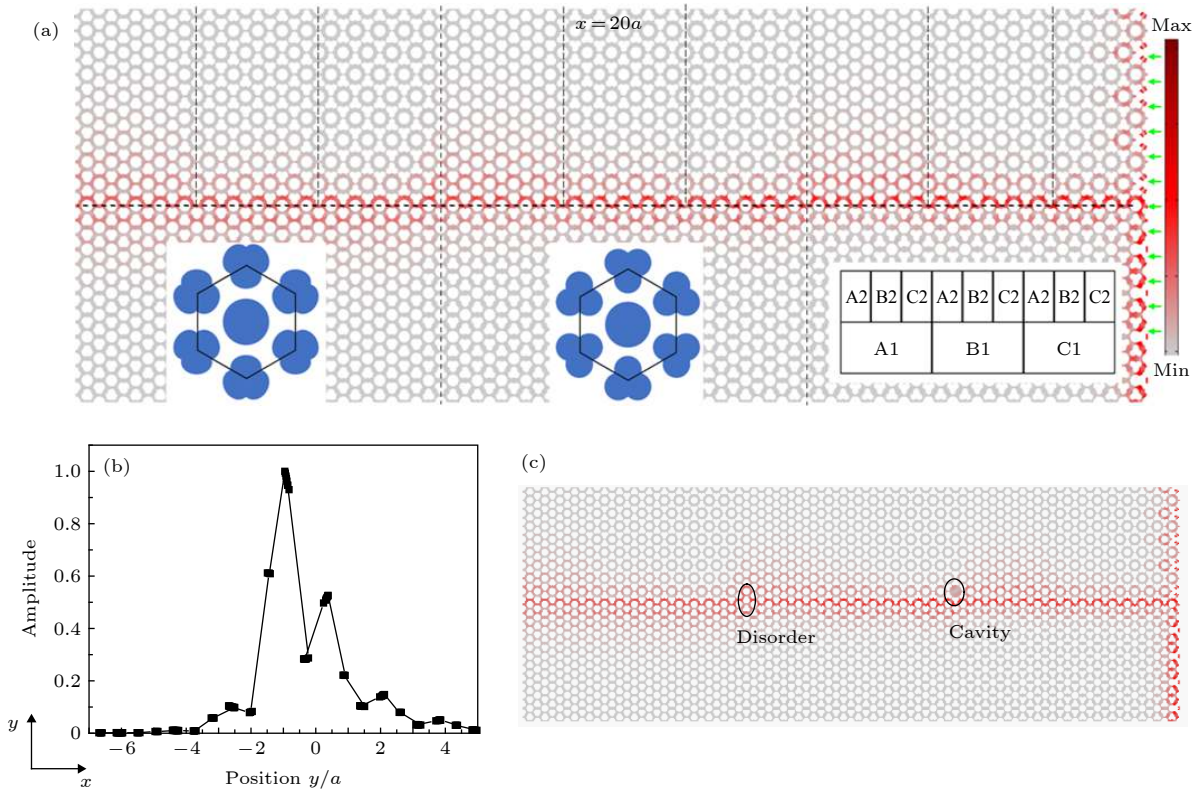 (a)
x = 20a
Max
A2 B2 C2 A2 B2 C2 A2 B2 C2
A1 B1 C1
Min
(b)
1.0
0.8
0.6
0.4
0.2
0
Amplitude
−6 −4 −2 0 2 4
Position y/a
y
x
(c)
Disorder
Cavity